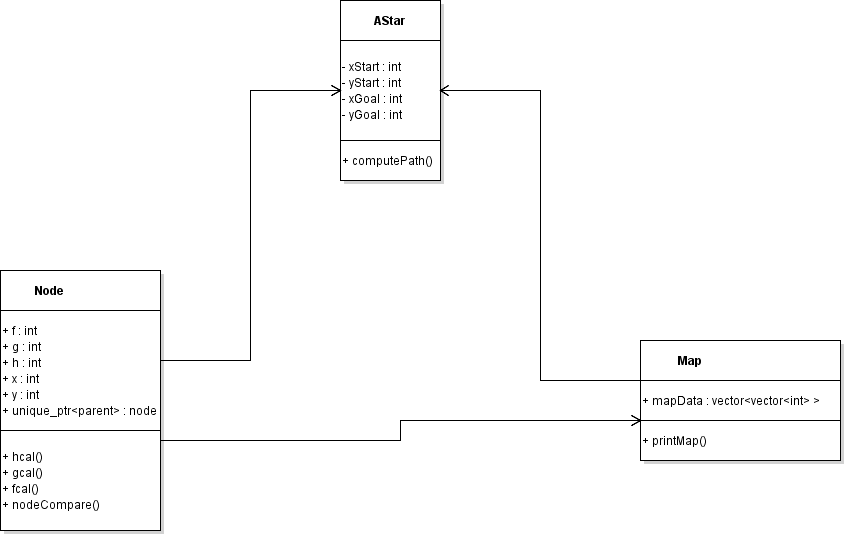 AStar
- xStart : int
- yStart : int
- xGoal : int
- yGoal : int
+ computePath()
Node
+ f : int
+ g : int
+ h : int
+ x : int
+ y : int
+ unique_ptr<parent> : node
+ hcal()
+ gcal()
+ fcal()
+ nodeCompare()
Map
+ mapData : vector<vector<int> >
+ printMap()